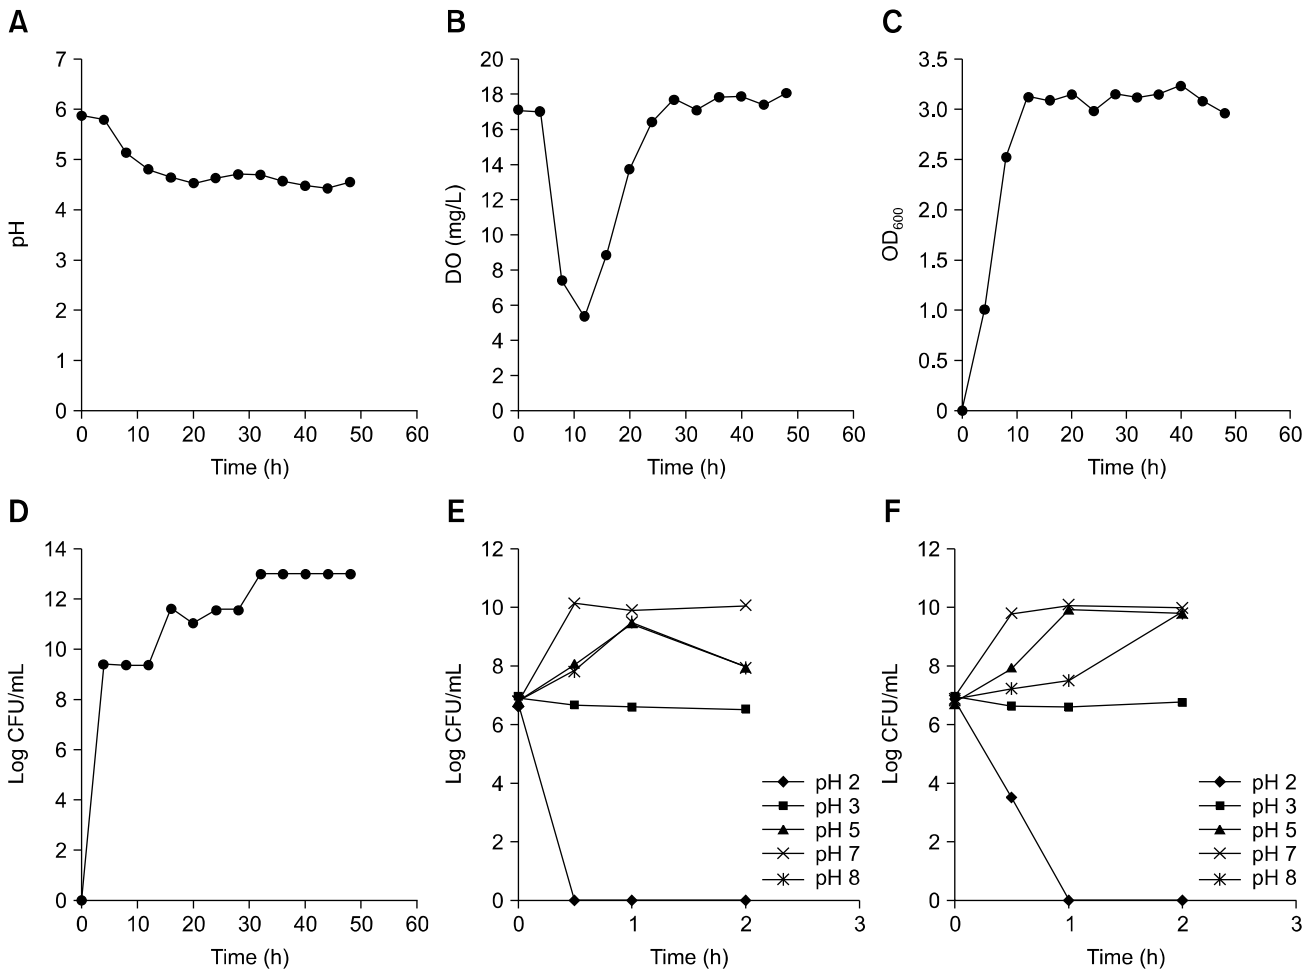 A
7
6
5
4
3
2
1
0
pH
0 10 20 30 40 50 60
Time (h)
B
20
18
16
14
12
10
8
6
4
2
0
DO (mg/L)
0 10 20 30 40 50 60
Time (h)
C
3.5
3.0
2.5
3.0
1.5
1.0
0.5
0
OD600
0 10 20 30 40 50 60
Time (h)
D
14
12
10
8
6
4
2
0
Log CFU/mL
0 10 20 30 40 50 60
Time (h)
E
12
10
8
6
4
2
0
Log CFU/mL
pH 2
pH 3
pH 5
pH 7
pH 8
0 1 2 3
Time (h)
F
12
10
8
6
4
2
0
Log CFU/mL
pH 2
pH 3
pH 5
pH 7
pH 8
0 1 2 3
Time (h)